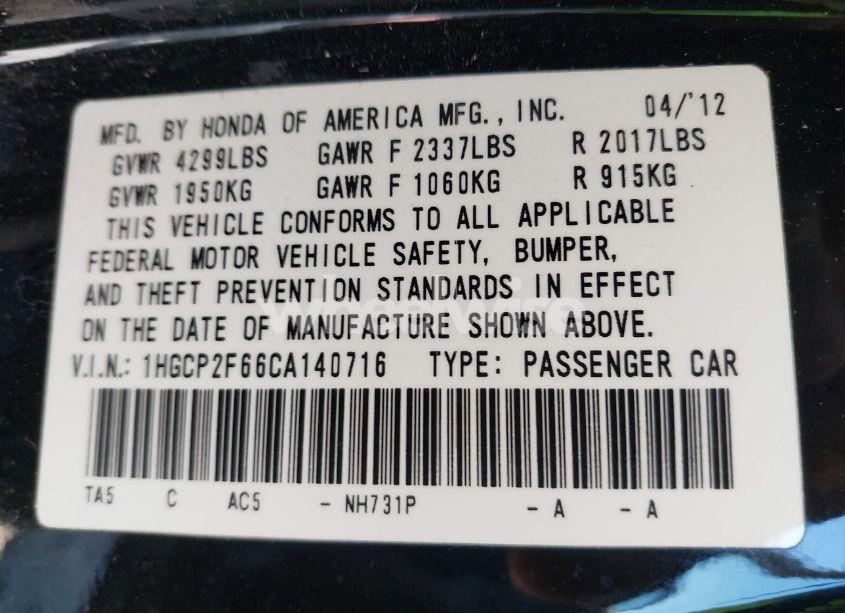 MFD. BY HONDA OF AMERICA MFG., INC. 04/'12
GVWR 4299LBS GAWR F 2337LBS R 2017LBS
GVWR 1950KG GAWR F 1060KG R 915KG
THIS VEHICLE CONFORMS TO ALL APPLICABLE
FEDERAL MOTOR VEHICLE SAFETY, BUMPER,
AND THEFT PREVENTION STANDARDS IN EFFECT
ON THE DATE OF MANUFACTURE SHOWN ABOVE.
V.I.N.: 1HGCP2F66CA140716 TYPE: PASSENGER CAR
TA5 C AC5 - NH731P - A - A